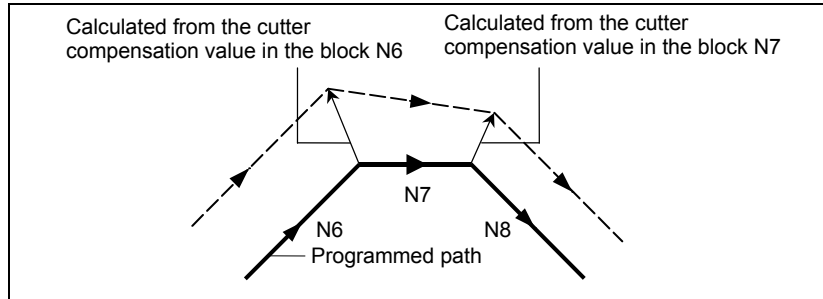 Calculated from the cutter
compensation value in the block N6
Calculated from the cutter
compensation value in the block N7
N7
N6
N8
Programmed path